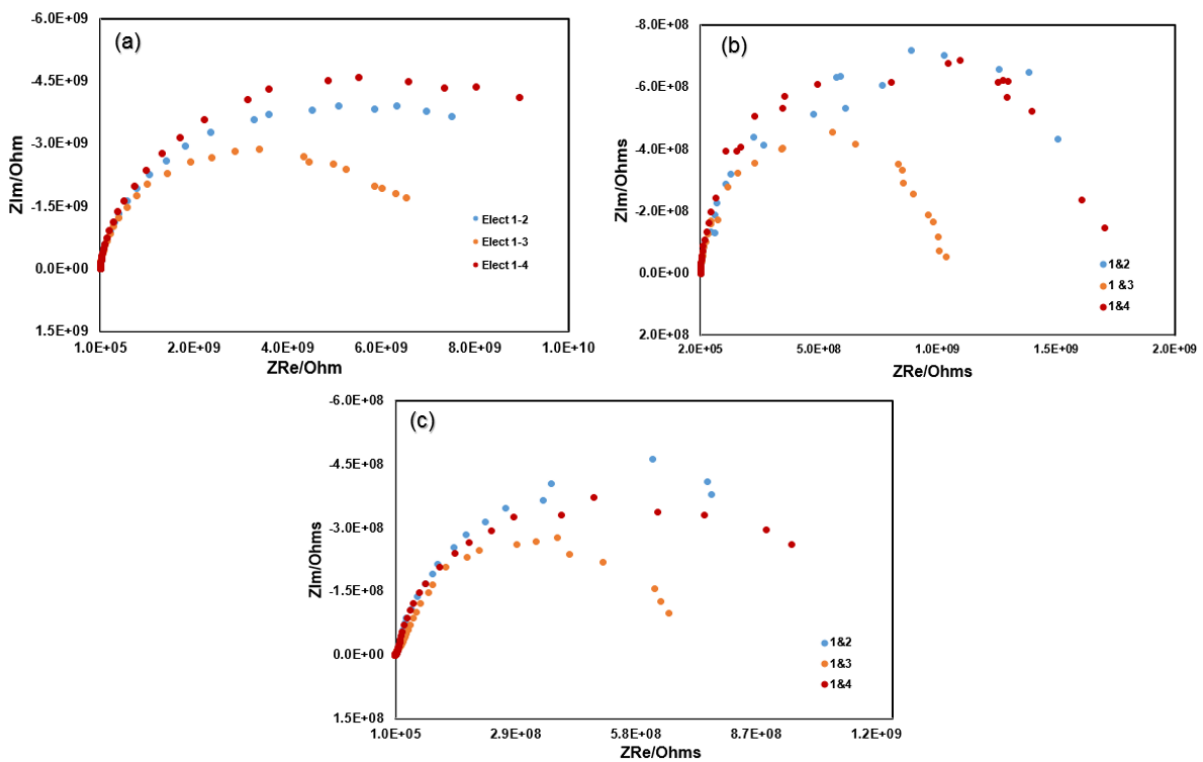 (a)
-6.0E+09
-4.5E+09
-3.0E+09
-1.5E+09
0.0E+00
1.5E+09
ZIm/Ohm
1.0E+05
2.0E+09
4.0E+09
6.0E+09
8.0E+09
1.0E+10
ZRe/Ohm
Elect 1-2
Elect 1-3
Elect 1-4
(b)
-8.0E+08
-6.0E+08
-4.0E+08
-2.0E+08
0.0E+00
2.0E+08
ZIm/Ohms
2.0E+05
5.0E+08
1.0E+09
1.5E+09
2.0E+09
ZRe/Ohms
1&2
1 &3
1&4
(c)
-6.0E+08
-4.5E+08
-3.0E+08
-1.5E+08
0.0E+00
1.5E+08
ZIm/Ohms
1.0E+05
2.9E+08
5.8E+08
8.7E+08
1.2E+09
ZRe/Ohms
1&2
1&3
1&4